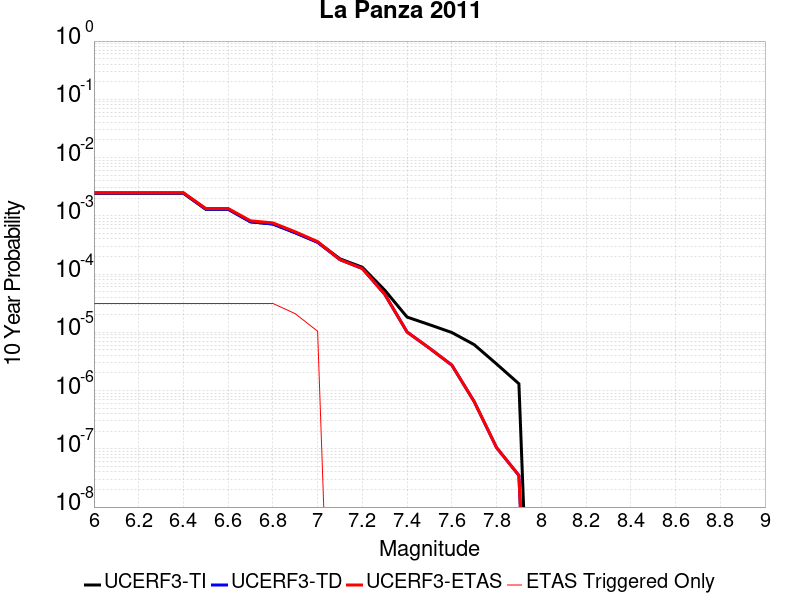 La Panza 2011
10^0
10^-1
10^-2
10^-3
10^-4
10^-5
10^-6
10^-7
10^-8
10 Year Probability
6 6.2 6.4 6.6 6.8 7 7.2 7.4 7.6 7.8 8 8.2 8.4 8.6 8.8 9
Magnitude
UCERF3-TI UCERF3-TD UCERF3-ETAS ETAS Triggered Only